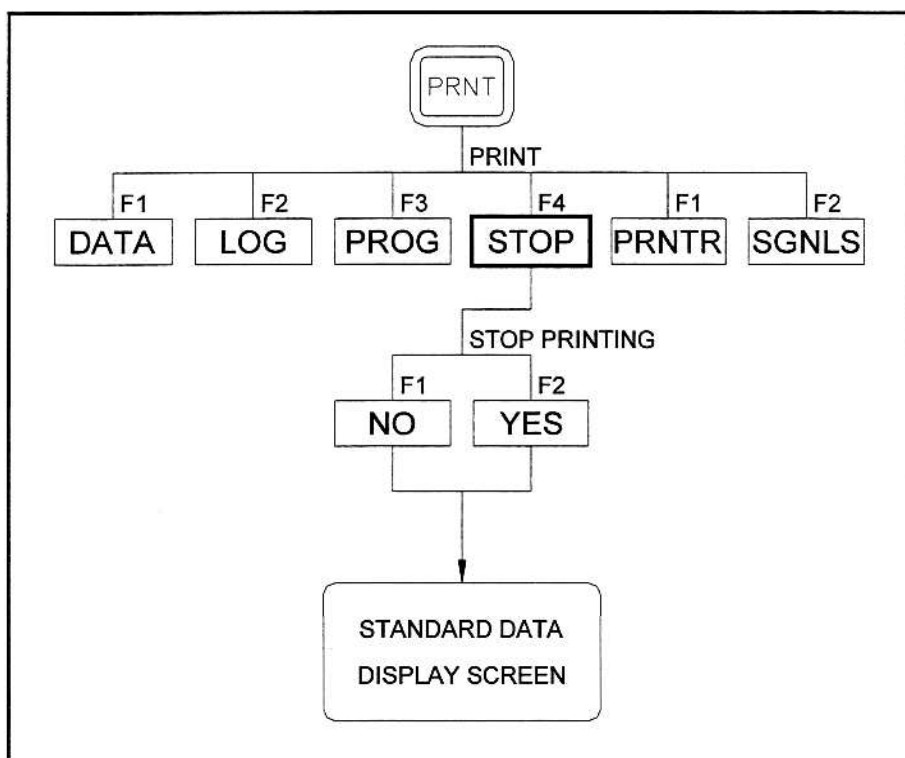 PRNT
PRINT
F1 F2 F3 F4 F1 F2
DATA LOG PROG STOP PRNTR SGNLS
STOP PRINTING
F1 F2
NO YES
STANDARD DATA
DISPLAY SCREEN